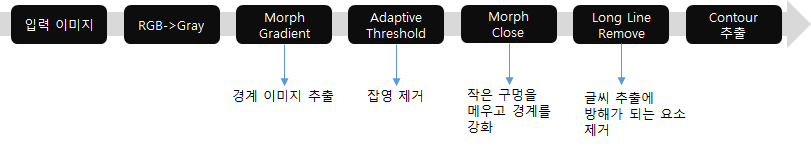 입력 이미지
RGB->Gray
Morph
Gradient
Adaptive
Threshold
Morph
Close
Long Line
Remove
Contour
추출
경계 이미지 추출
잡영 제거
작은 구멍을
메우고 경계를
강화
글씨 추출에
방해가 되는 요소
제거